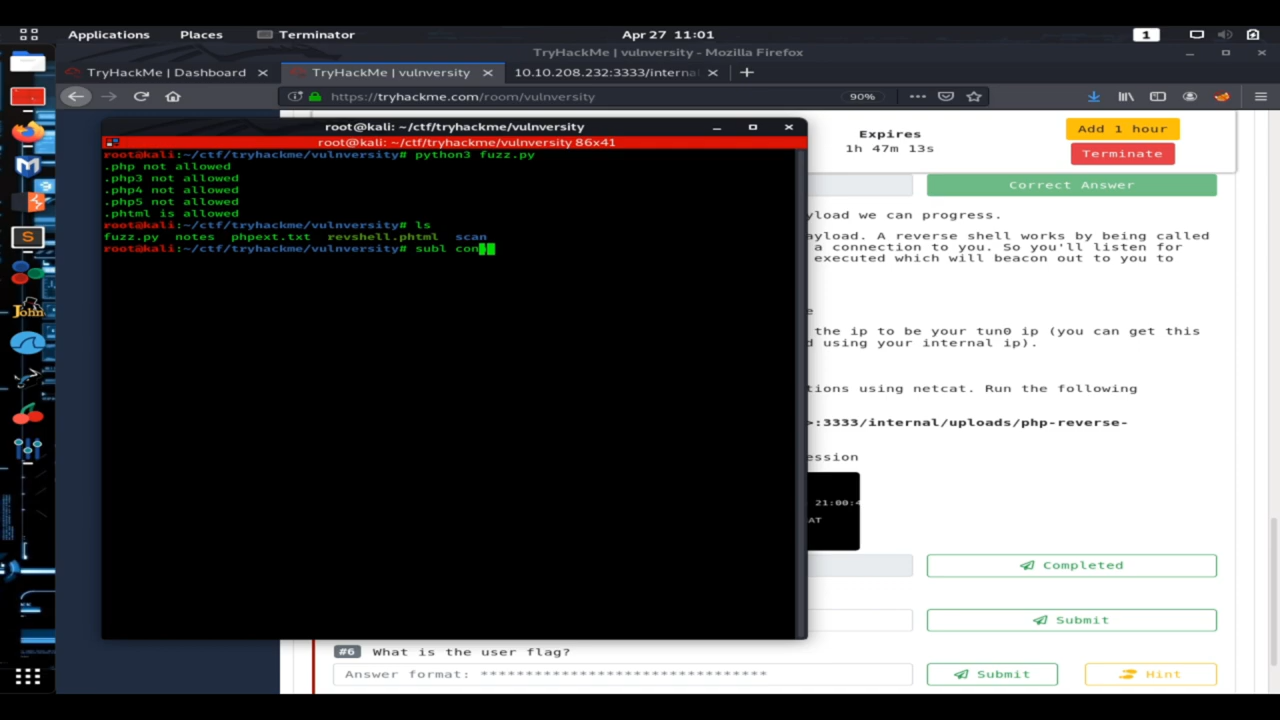 Applications Places Terminator Apr 27 11:01 1
TryHackMe | vulnversity - Mozilla Firefox
TryHackMe | Dashboard TryHackMe | vulnversity 10.10.208.232:3333/interna
https://tryhackme.com/room/vulnversity 90%
root@kali: ~/ctf/tryhackme/vulnversity
root@kali: ~/ctf/tryhackme/vulnversity 86x41
root@kali:~/ctf/tryhackme/vulnversity# python3 fuzz.py
.php not allowed
.php3 not allowed
.php4 not allowed
.php5 not allowed
.phtml is allowed
root@kali:~/ctf/tryhackme/vulnversity# ls
fuzz.py notes phpext.txt revshell.phtml scan
root@kali:~/ctf/tryhackme/vulnversity# subl con
Expires
1h 47m 13s
Add 1 hour
Terminate
Correct Answer
yload we can progress.
ayload. A reverse shell works by being called
a connection to you. So you'll listen for
executed which will beacon out to you to
e
the ip to be your tun0 ip (you can get this
d using your internal ip).
tions using netcat. Run the following
>:3333/internal/uploads/php-reverse-
ession
21:00:4
AT
Completed
Submit
#6 What is the user flag?
Answer format: ********************************
Submit
Hint
John
S